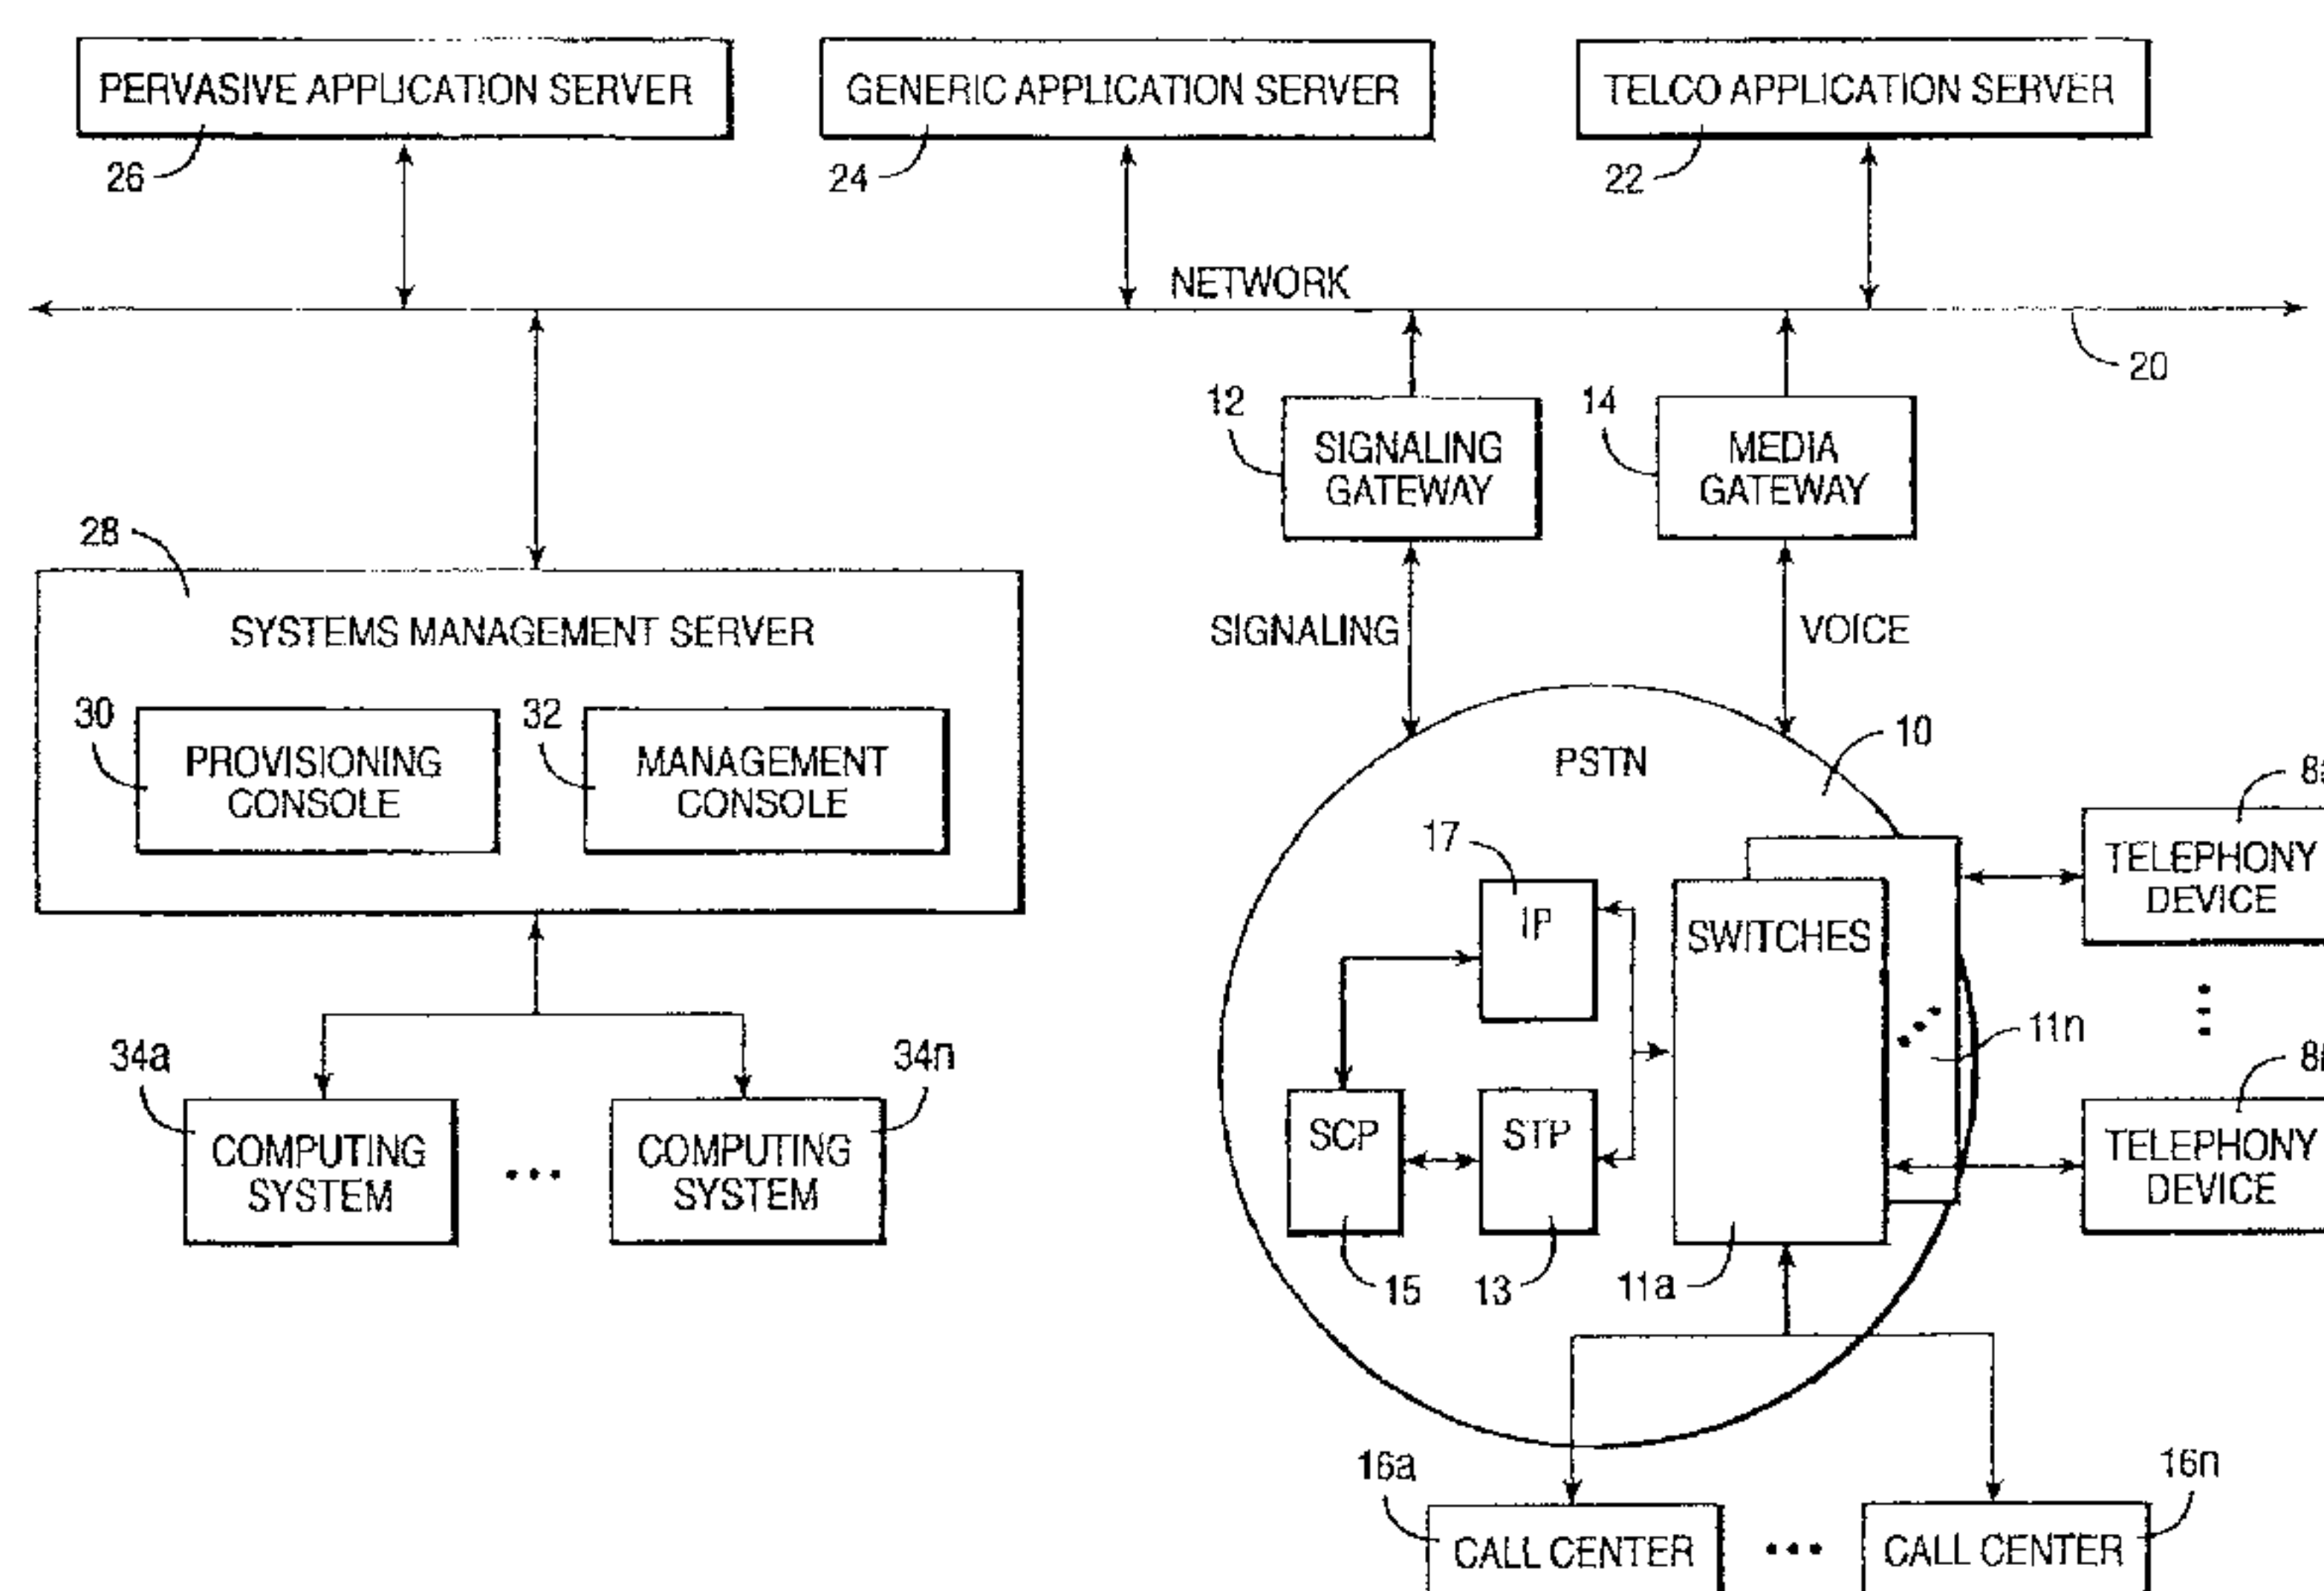 PERVASIVE APPLICATION SERVER
GENERIC APPLICATION SERVER
TELCO APPLICATION SERVER
26
24
22
NETWORK
20
12
14
SIGNALING
GATEWAY
MEDIA
GATEWAY
28
SYSTEMS MANAGEMENT SERVER
SIGNALING
VOICE
30
32
PROVISIONING
CONSOLE
MANAGEMENT
CONSOLE
PSTN
10
17
IP
SWITCHES
TELEPHONY
DEVICE
11n
34a
34n
COMPUTING
SYSTEM
COMPUTING
SYSTEM
SCP
STP
TELEPHONY
DEVICE
15
13
11a
16a
16n
CALL CENTER
CALL CENTER